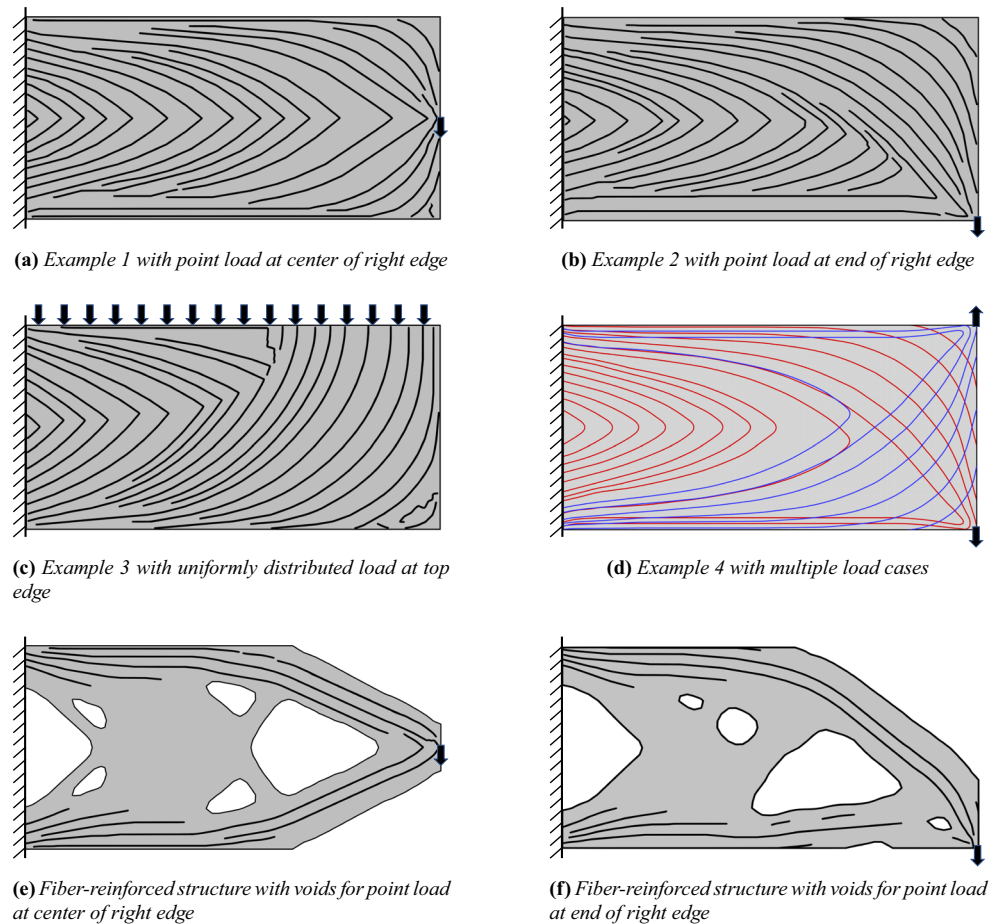 (a) Example 1 with point load at center of right edge
(b) Example 2 with point load at end of right edge
(c) Example 3 with uniformly distributed load at top
edge
(d) Example 4 with multiple load cases
(e) Fiber-reinforced structure with voids for point load
at center of right edge
(f) Fiber-reinforced structure with voids for point load
at end of right edge